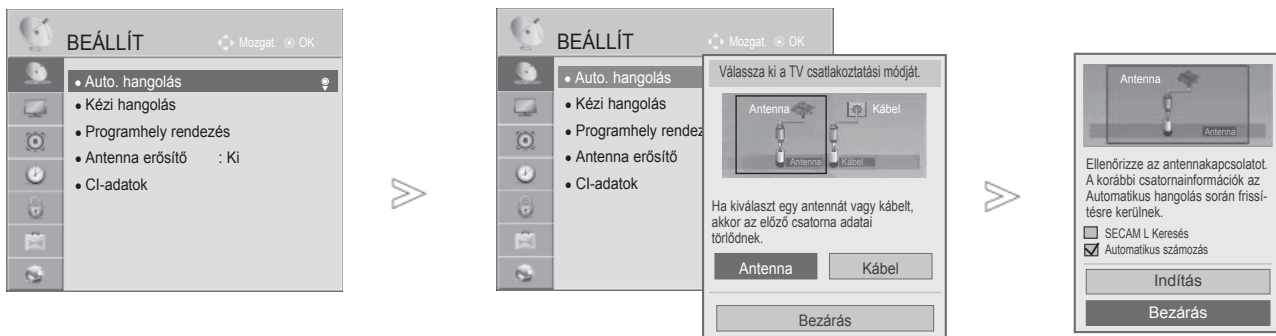 BEÁLLÍT
Mozgat. OK
• Auto. hangolás
• Kézi hangolás
• Programhely rendezés
• Antenna erősítő : Ki
• CI-adatok
BEÁLLÍT
Mozgat. OK
• Auto. hangolás
• Kézi hangolás
• Programhely rendez
• Antenna erősítő
• CI-adatok
Válassza ki a TV csatlakoztatási módját.
Antenna
Kábel
Antenna
Kábel
Ha kiválaszt egy antennát vagy kábelt,
akkor az előző csatorna adatai
törlődnek.
Antenna
Kábel
Bezárás
Antenna
Antenna
Ellenőrizze az antennakapcsolatot.
A korábbi csatornainformációk az
Automatikus hangolás során frissí-
tésre kerülnek.
SECAM L Keresés
Automatikus számozás
Indítás
Bezárás